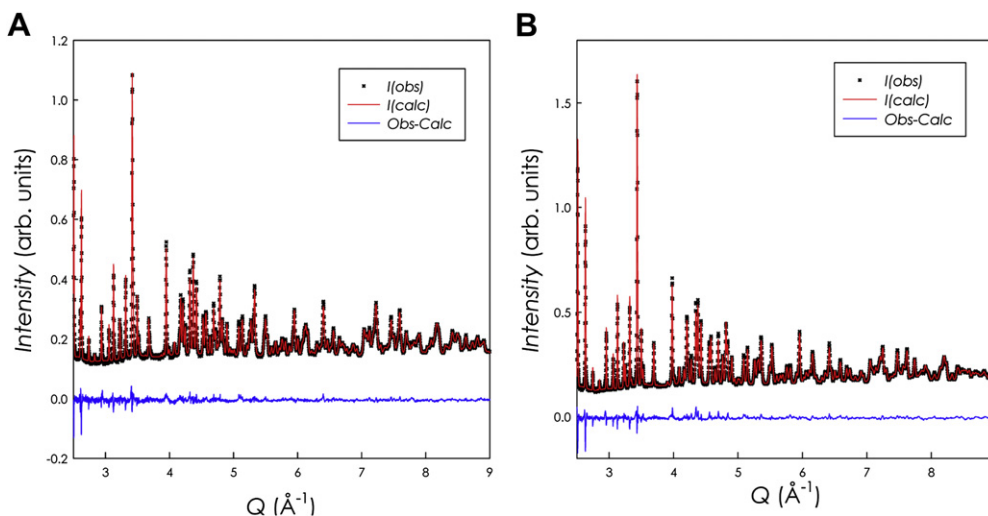 A
1.2
1.0
0.8
0.6
0.4
0.2
0.0
-0.2
Intensity (arb. units)
I(obs)
I(calc)
Obs-Calc
3 4 5 6 7 8 9
Q (Å-1)
B
1.5
1.0
0.5
0.0
Intensity (arb. units)
I(obs)
I(calc)
Obs-Calc
3 4 5 6 7 8
Q (Å-1)